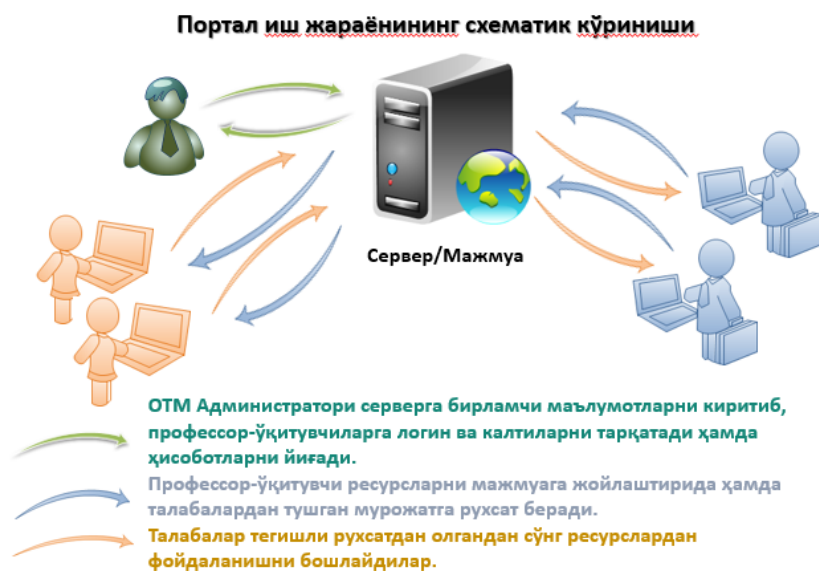 Портал иш жараёнининг схематик кўриниши
Сервер/Мажмуа
ОТМ Администратори серверга бирламчи маълумотларни киритиб,
профессор-ўқитувчиларга логин ва калтиларни тарқатади ҳамда
ҳисоботларни йиғади.
Профессор-ўқитувчи ресурсларни мажмуага жойлаштирида ҳамда
талабалардан тушган мурожатга рухсат беради.
Талабалар тегишли рухсатдан олгандан сўнг ресурслардан
фойдаланишни бошлайдилар.